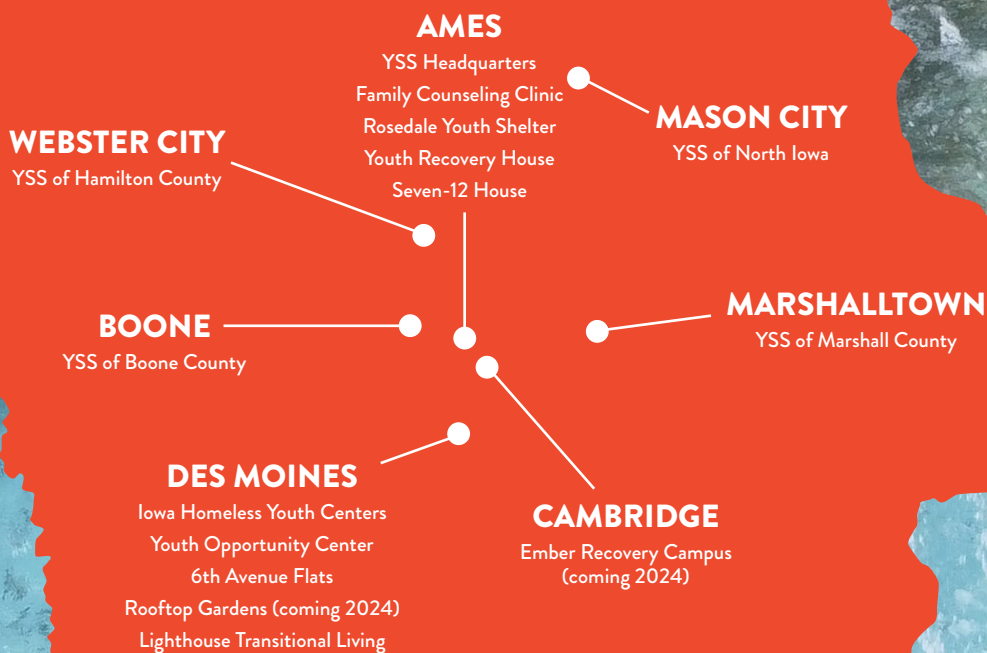 AMES
YSS Headquarters
Family Counseling Clinic
Rosedale Youth Shelter
Youth Recovery House
Seven-12 House
MASON CITY
YSS of North Iowa
WEBSTER CITY
YSS of Hamilton County
BOONE
YSS of Boone County
MARSHALLTOWN
YSS of Marshall County
DES MOINES
Iowa Homeless Youth Centers
Youth Opportunity Center
6th Avenue Flats
Rooftop Gardens (coming 2024)
Lighthouse Transitional Living
CAMBRIDGE
Ember Recovery Campus
(coming 2024)